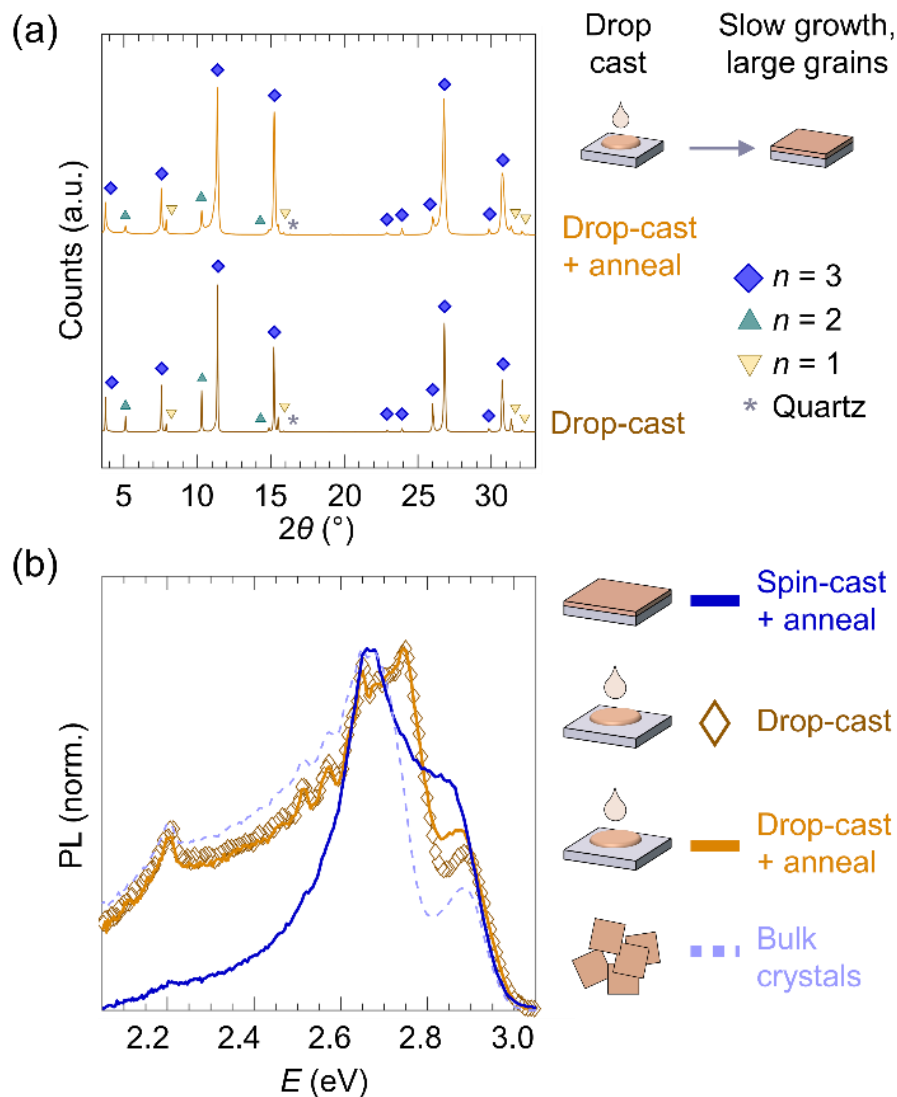 (a)
Counts (a.u.)
5 10 15 20 25 30
2θ (°)
Drop cast
Slow growth,
large grains
Drop-cast
+ anneal
n = 3
n = 2
n = 1
* Quartz
Drop-cast
(b)
PL (norm.)
2.2 2.4 2.6 2.8 3.0
E (eV)
Spin-cast
+ anneal
Drop-cast
Drop-cast
+ anneal
Bulk
crystals